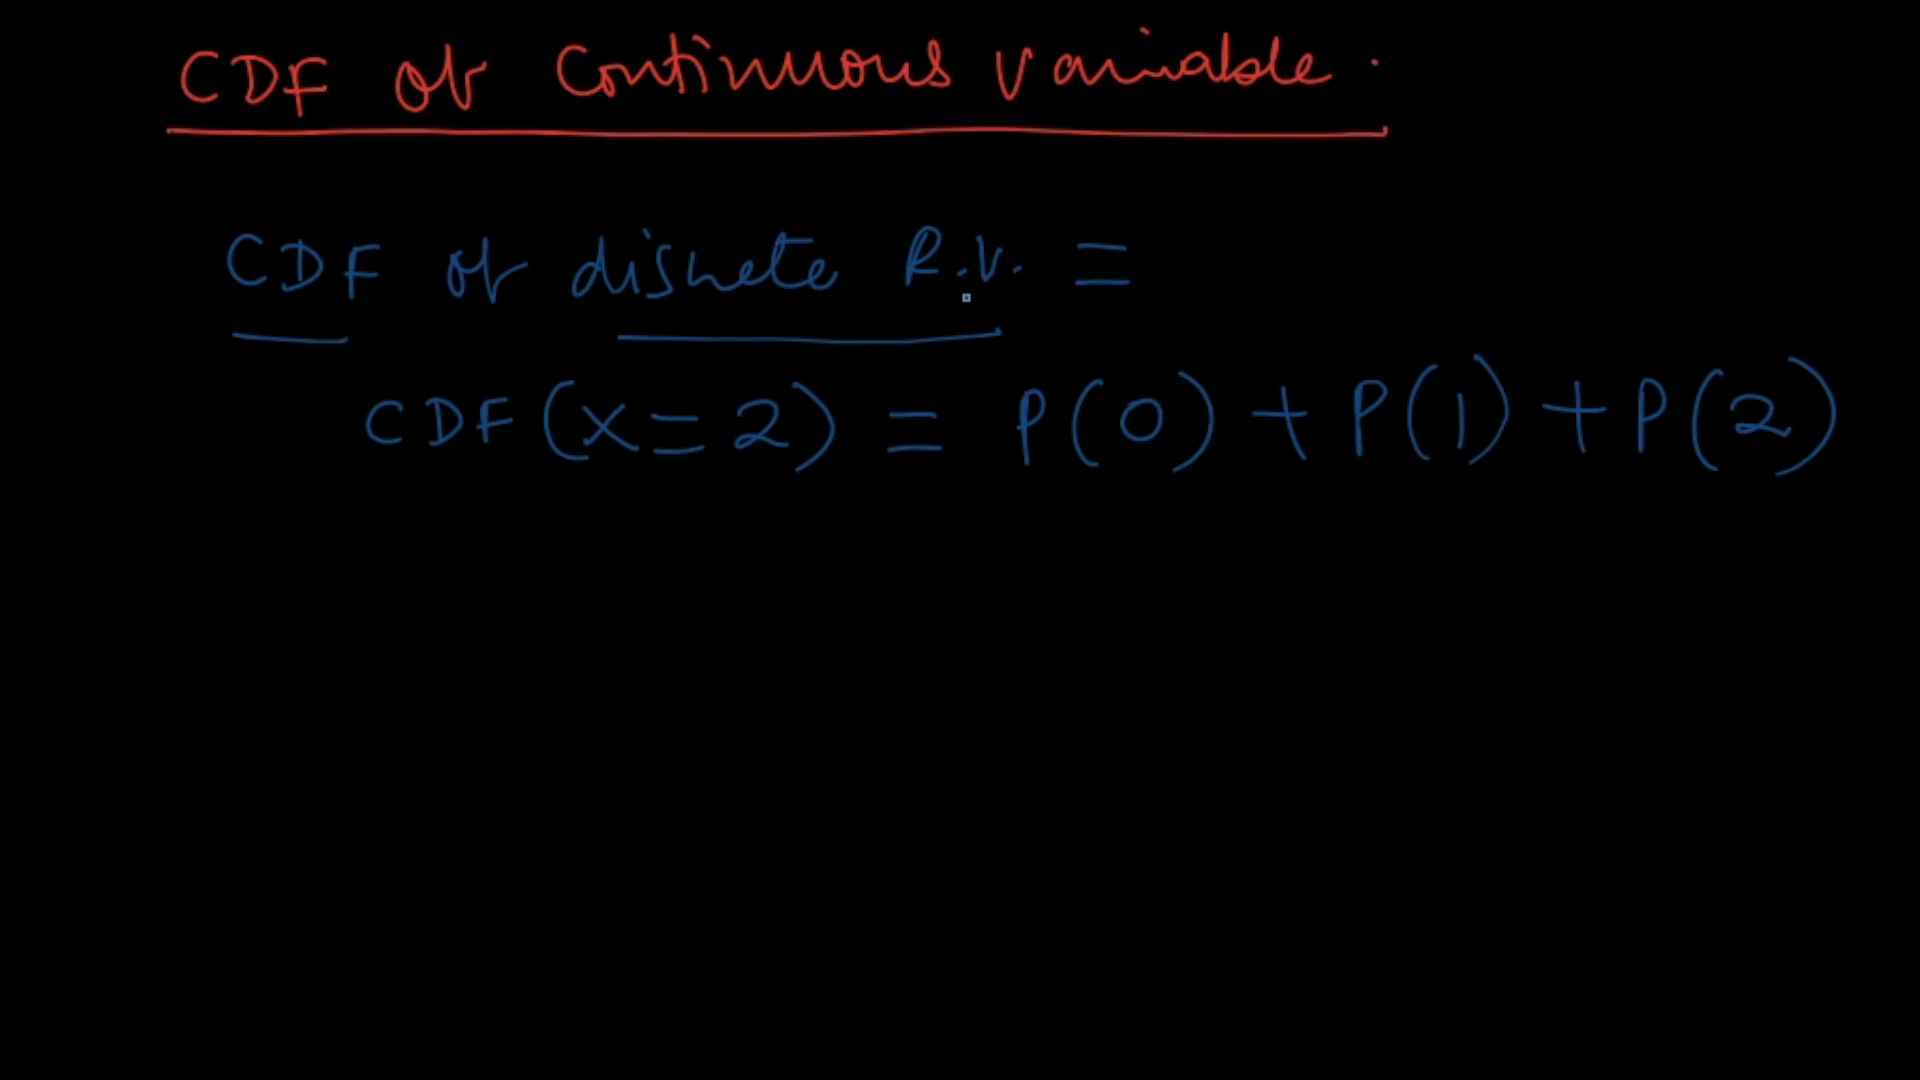 CDF of Continuous Variable.
CDF of discrete R.V. =
CDF (x=2) = P(0) + P(1) + P(2)